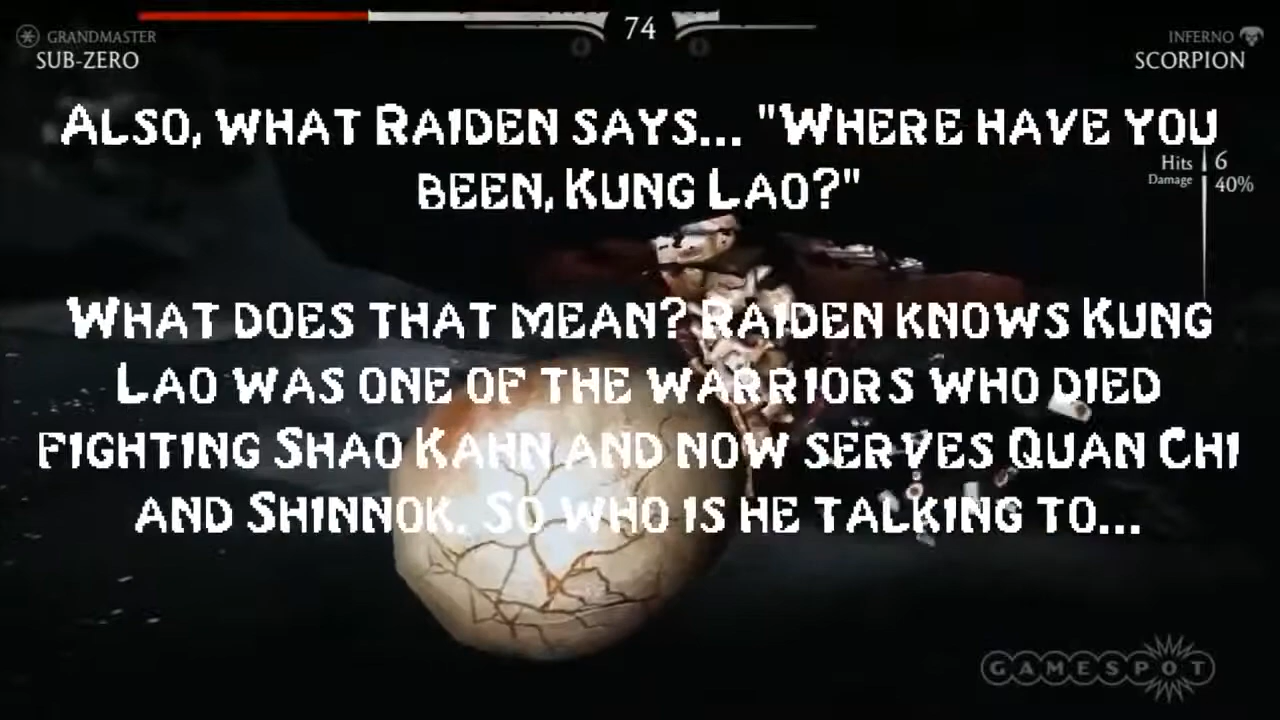 74
GRANDMASTER
SUB-ZERO
INFERNO
SCORPION
ALSO, WHAT RAIDEN SAYS... "WHERE HAVE YOU
BEEN, KUNG LAO?"
Hits 6
Damage 40%
WHAT DOES THAT MEAN? RAIDEN KNOWS KUNG
LAO WAS ONE OF THE WARRIORS WHO DIED
FIGHTING SHAO KAHN AND NOW SERVES QUAN CHI
AND SHINNOK. SO WHO IS HE TALKING TO...
GAMESPOT